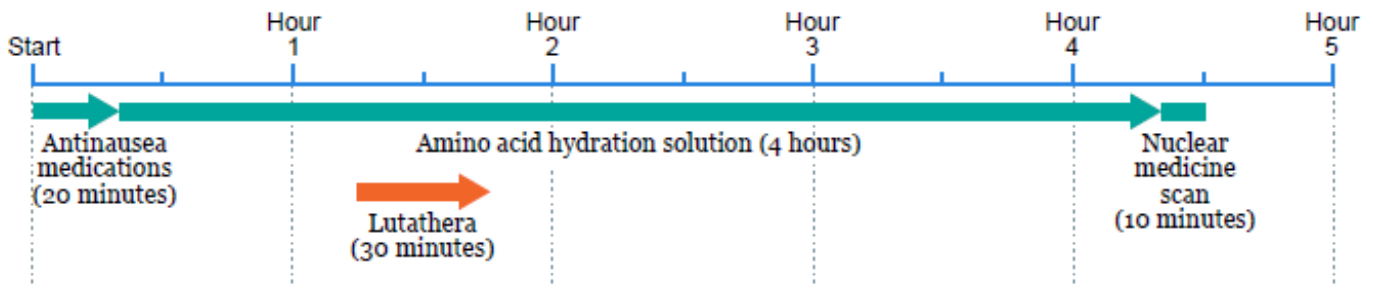 Start
Hour
1
Hour
2
Hour
3
Hour
4
Hour
5
Antinausea
medications
(20 minutes)
Amino acid hydration solution (4 hours)
Nuclear
medicine
scan
(10 minutes)
Lutathera
(30 minutes)